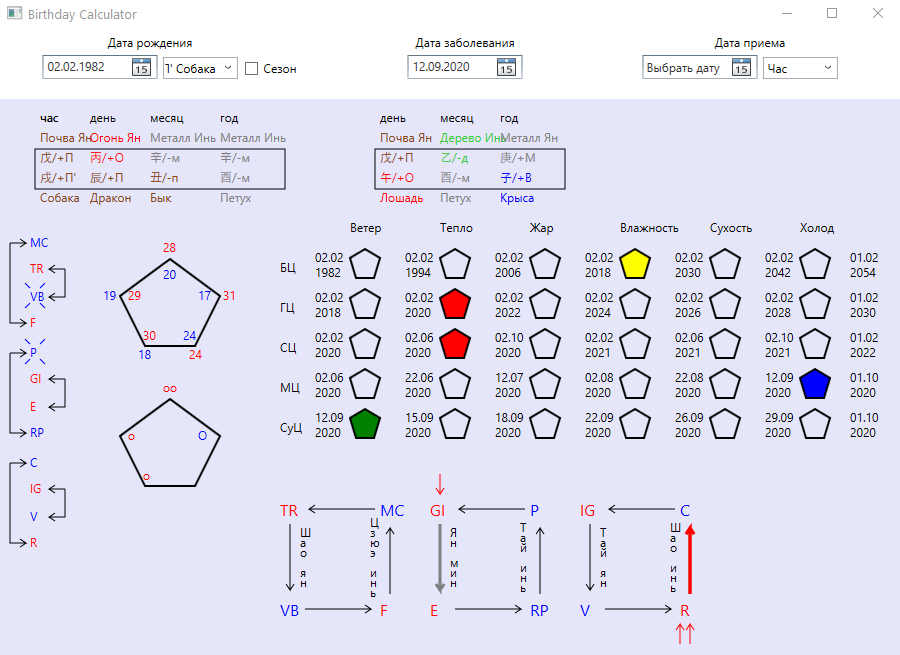 Birthday Calculator
Дата рождения Дата заболевания Дата приема
02.02.1982 15 1' Собака Сезон 12.09.2020 15 Выбрать дату 15 Час
час день месяц год день месяц год
Почва Ян Огонь Ян Металл Инь Металл Инь Почва Ян Дерево Инь Металл Ян
戊/+П 丙/+О 辛/-м 辛/-м 戊/+П 乙/-д 庚/+М
戌/+П' 辰/+П 丑/-п 酉/-м 午/+О 酉/-м 子/+В
Собака Дракон Бык Петух Лошадь Петух Крыса
Ветер Тепло Жар Влажность Сухость Холод
БЦ 02.02 1982 02.02 1994 02.02 2006 02.02 2018 02.02 2030 02.02 2042 01.02 2054
ГЦ 02.02 2018 02.02 2020 02.02 2022 02.02 2024 02.02 2026 02.02 2028 01.02 2030
СЦ 02.02 2020 02.06 2020 02.10 2020 02.02 2021 02.06 2021 02.10 2021 01.02 2022
МЦ 02.06 2020 22.06 2020 12.07 2020 02.08 2020 22.08 2020 12.09 2020 01.10 2020
СуЦ 12.09 2020 15.09 2020 18.09 2020 22.09 2020 26.09 2020 29.09 2020 01.10 2020
MC
TR
VB
F
P
GI
E
RP
C
IG
V
R
28
20
19 29 17 31
30 24
18 24
oo
o O
o
TR MC GI P IG C
Шао ян Цзюэ инь Ян мин Тай инь Тай ян Шао инь
VB F E RP V R